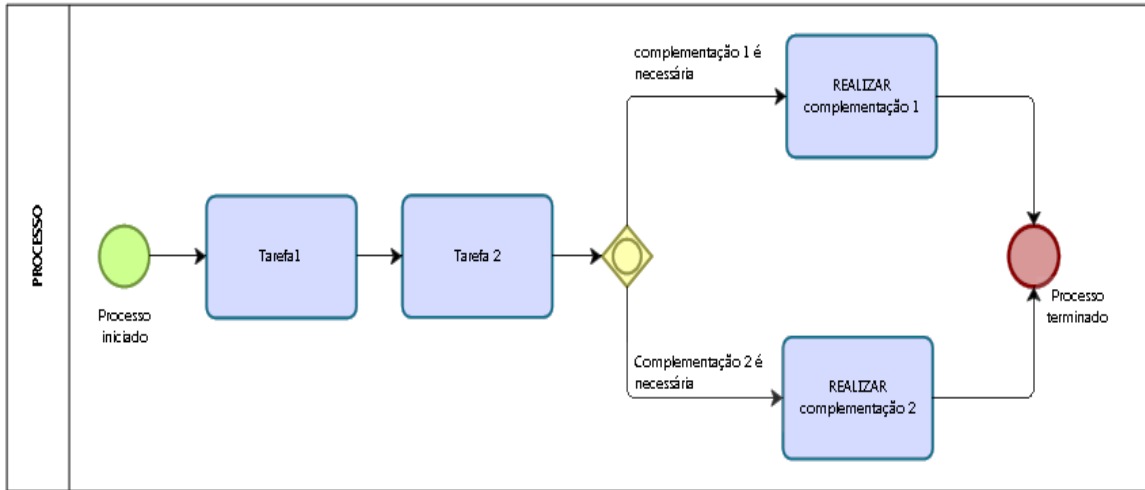 PROCESSO
Processo
iniciado
Tarefa1
Tarefa 2
complementação 1 é
necessária
REALIZAR
complementação 1
Complementação 2 é
necessária
REALIZAR
complementação 2
Processo
terminado